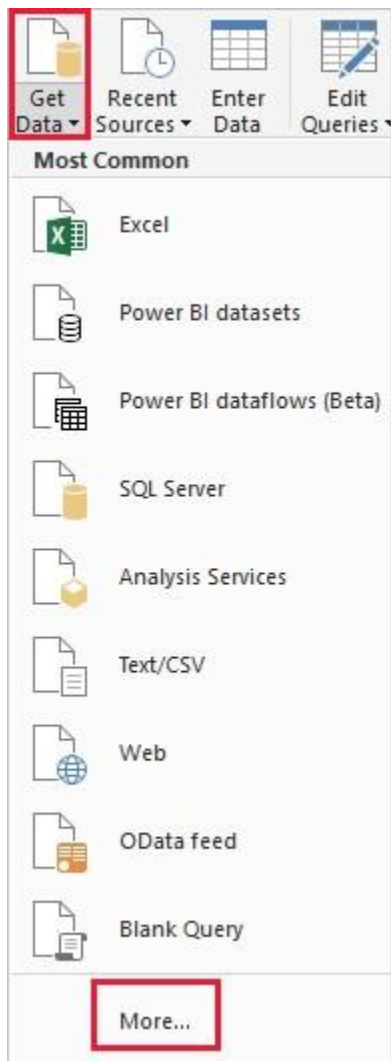 Get Data
Recent Sources
Enter Data
Edit Queries
Most Common
Excel
Power BI datasets
Power BI dataflows (Beta)
SQL Server
Analysis Services
Text/CSV
Web
OData feed
Blank Query
More...